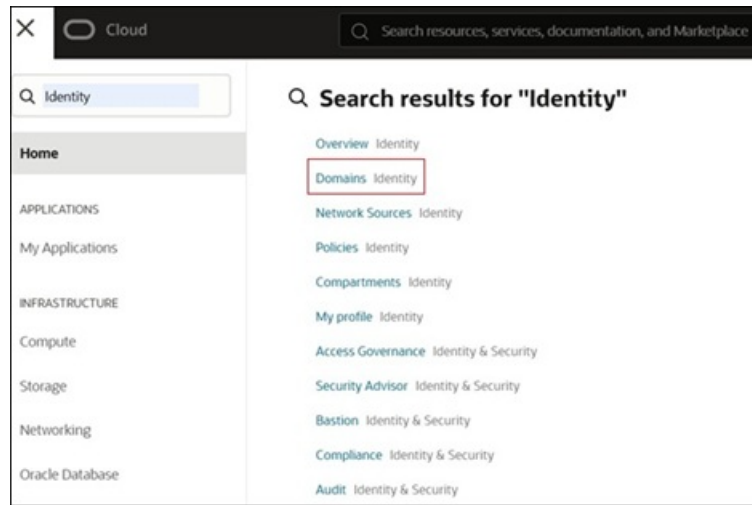 Cloud
Search resources, services, documentation, and Marketplace
Identity
Home
APPLICATIONS
My Applications
INFRASTRUCTURE
Compute
Storage
Networking
Oracle Database
Search results for "Identity"
Overview Identity
Domains Identity
Network Sources Identity
Policies Identity
Compartments Identity
My profile Identity
Access Governance Identity & Security
Security Advisor Identity & Security
Bastion Identity & Security
Compliance Identity & Security
Audit Identity & Security